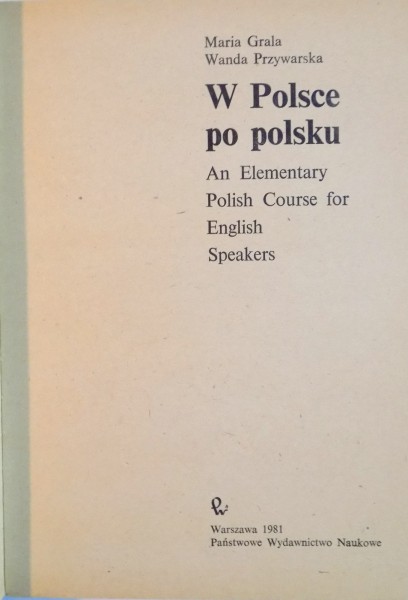 Maria Grala
Wanda Przywarska
W Polsce
po polsku
An Elementary
Polish Course for
English
Speakers
Warszawa 1981
Państwowe Wydawnictwo Naukowe